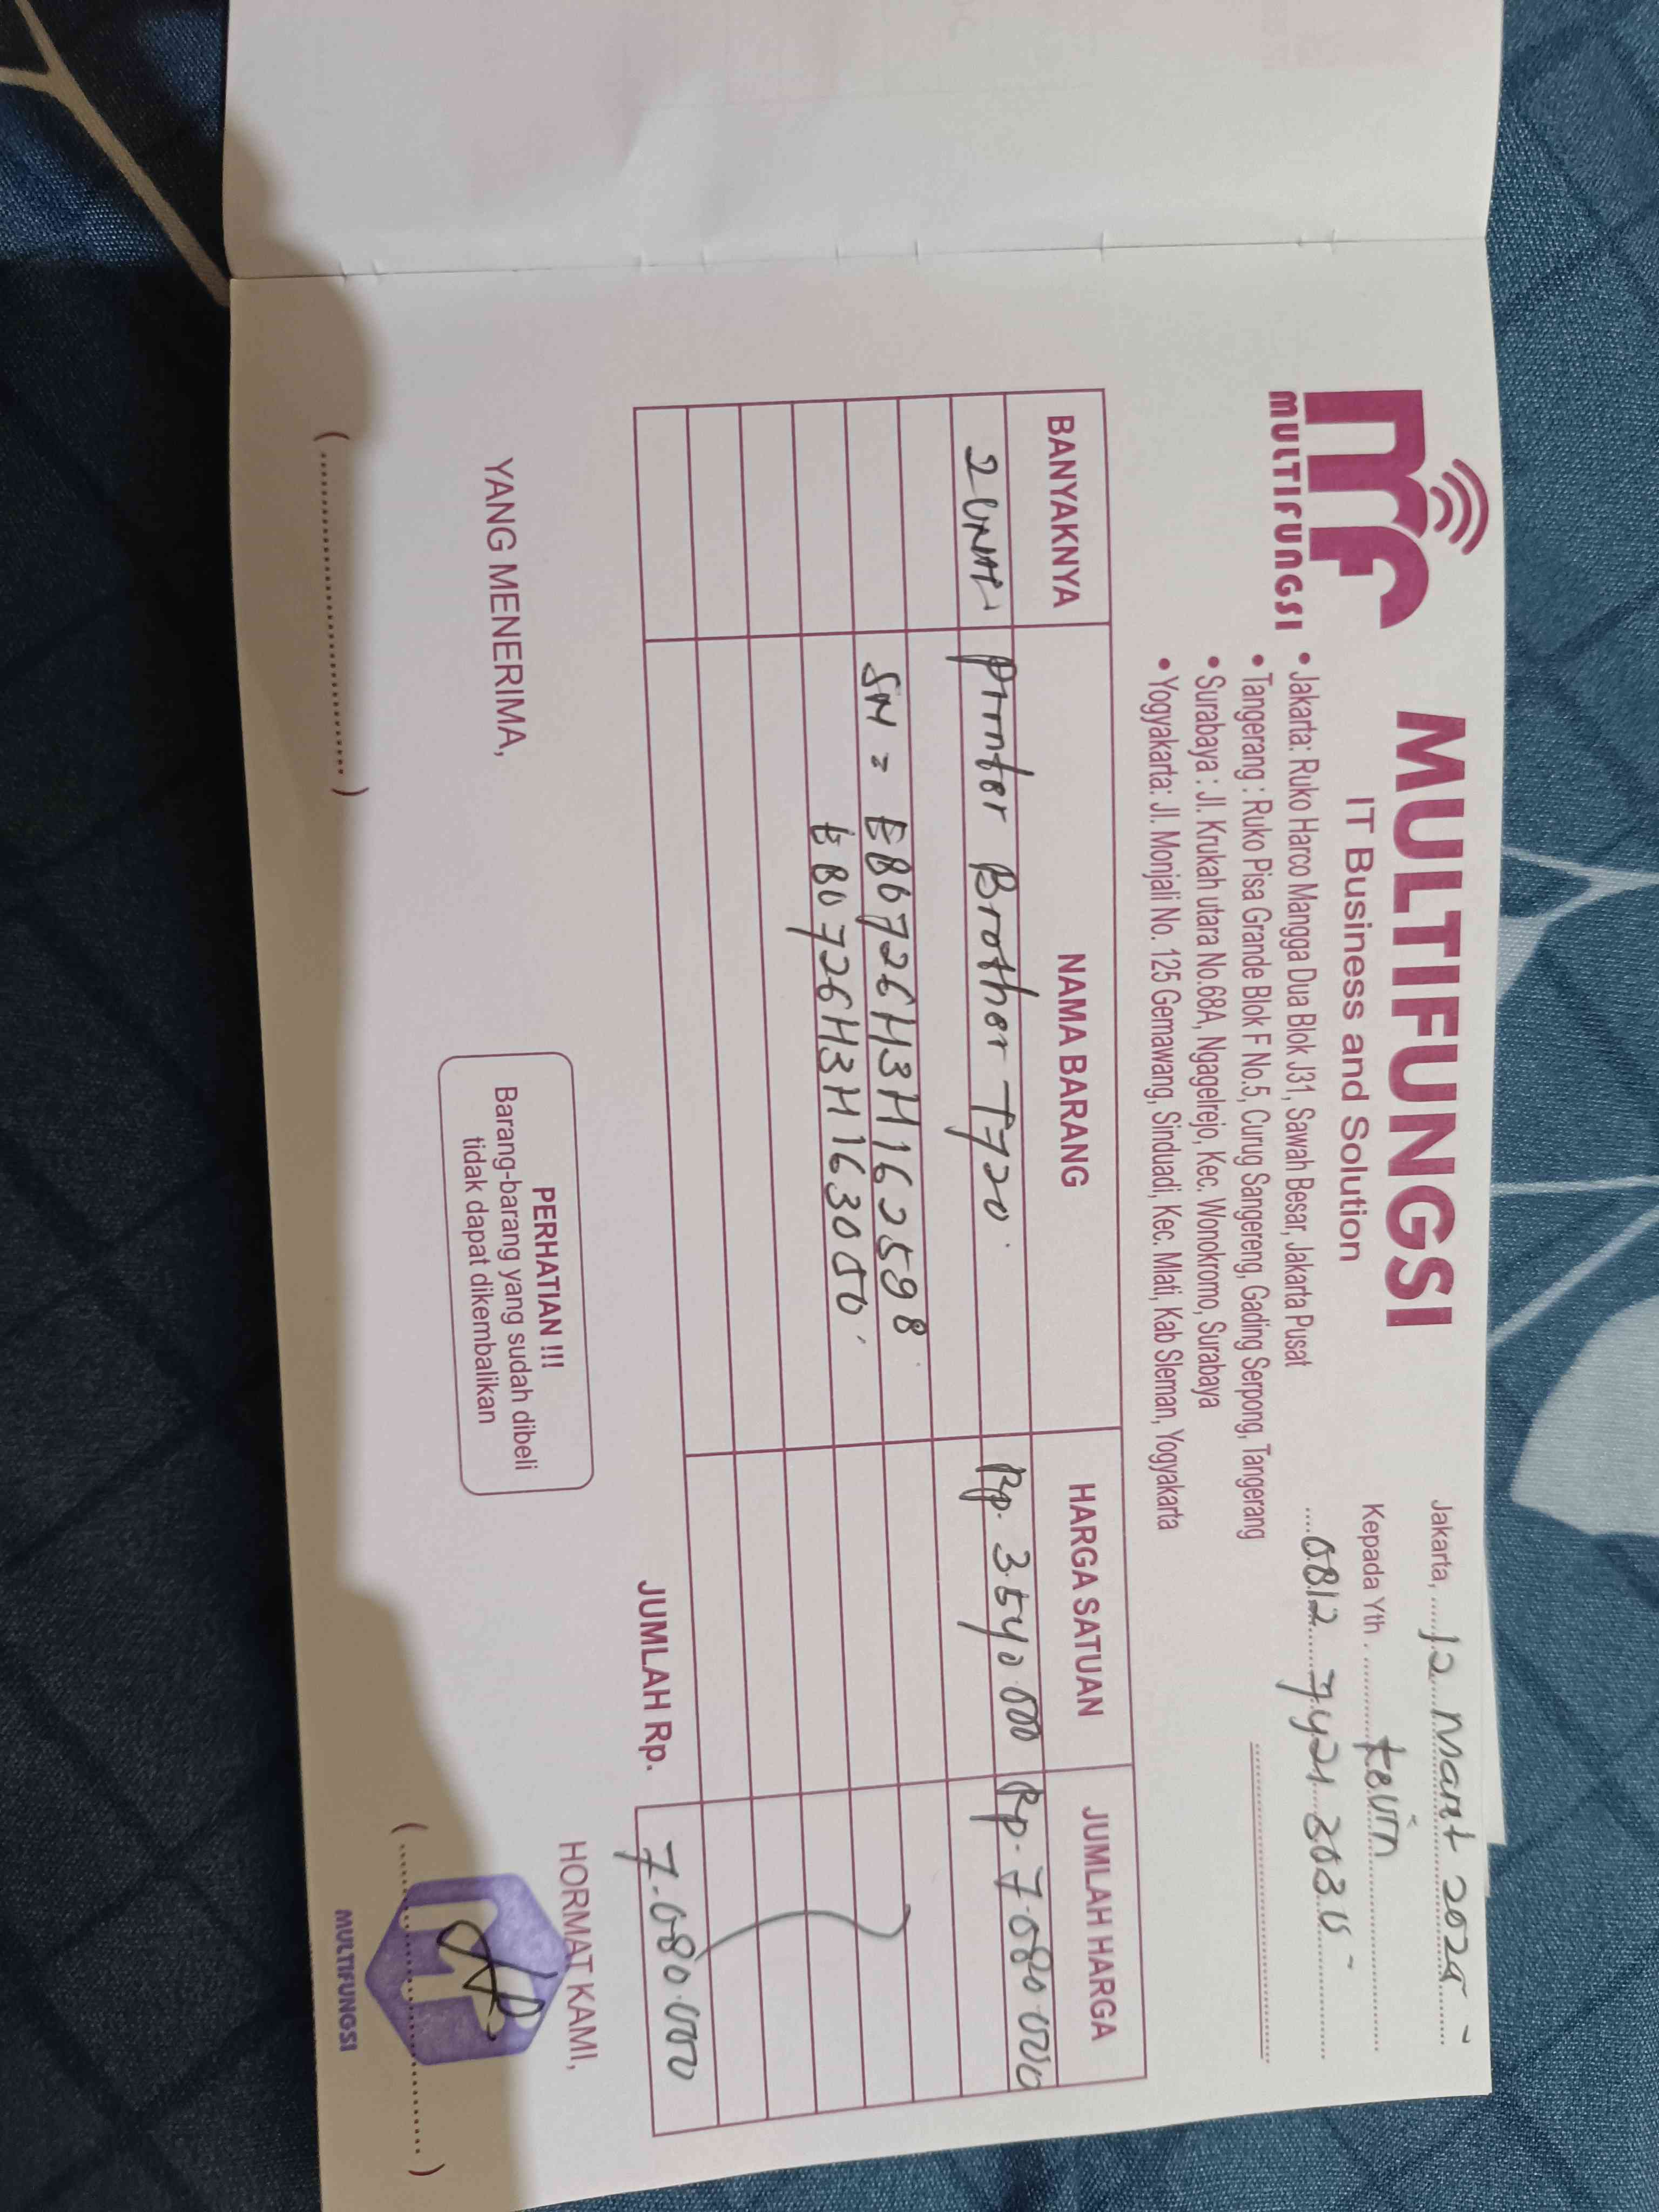 MULTIFUNGSI
MULTIFUNGSI
IT Business and Solution
• Jakarta: Ruko Harco Mangga Dua Blok J31, Sawah Besar, Jakarta Pusat
• Tangerang : Ruko Pisa Grande Blok F No.5, Curug Sangereng, Gading Serpong, Tangerang
• Surabaya : Jl. Krukah utara No.68A, Ngagelrejo, Kec. Wonokromo, Surabaya
• Yogyakarta: Jl. Monjali No. 125 Gemawang, Sinduadi, Kec. Mlati, Kab Sleman, Yogyakarta
Jakarta, 12 Maret 2024
Kepada Yth. Kevin
0812 7421
BANYAKNYA NAMA BARANG HARGA SATUAN JUMLAH HARGA
2 Unit Printer Brother T720 Rp. 3.540.000 Rp. 7.080.000
SN = E80726H3H162598
E80726H3H163050
JUMLAH Rp. 7.080.000
YANG MENERIMA,
PERHATIAN !!!
Barang-barang yang sudah dibeli
tidak dapat dikembalikan
HORMAT KAMI,
MULTIFUNGSI